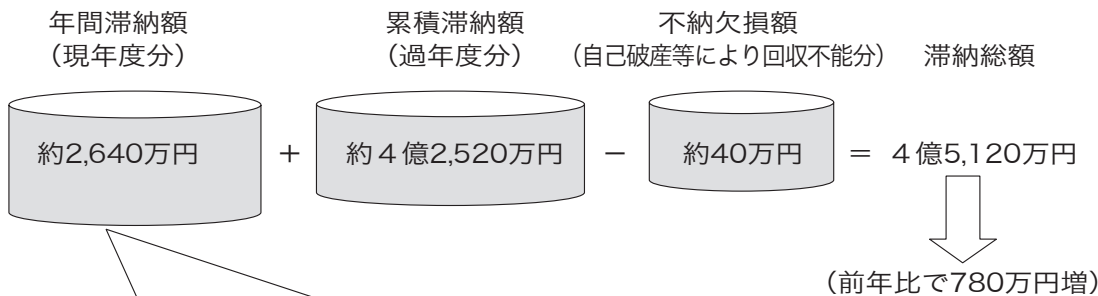 年間滞納額
(現年度分)
累積滞納額
(過年度分)
不納欠損額
(自己破産等により回収不能分)
滞納総額
約2,640万円 + 約4億2,520万円 − 約40万円 = 4億5,120万円
(前年比で780万円増)